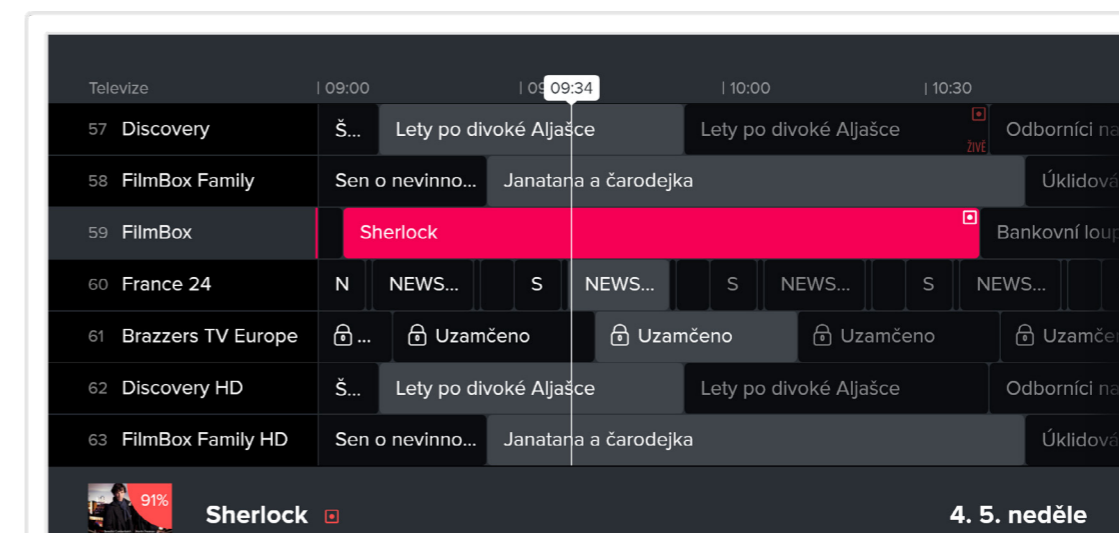 Televize | 09:00 | 09 09:34 | 10:00 | 10:30
57 Discovery Š... Lety po divoké Aljašce Lety po divoké Aljašce ŽIVĚ Odborníci na
58 FilmBox Family Sen o nevinno... Janatana a čarodejka Úklidová
59 FilmBox Sherlock Bankovní loup
60 France 24 N NEWS... S NEWS... S NEWS... S NEWS...
61 Brazzers TV Europe ... Uzamčeno Uzamčeno Uzamčeno Uzamče
62 Discovery HD Š... Lety po divoké Aljašce Lety po divoké Aljašce Odborníci na
63 FilmBox Family HD Sen o nevinno... Janatana a čarodejka Úklidová
91% Sherlock 4. 5. neděle